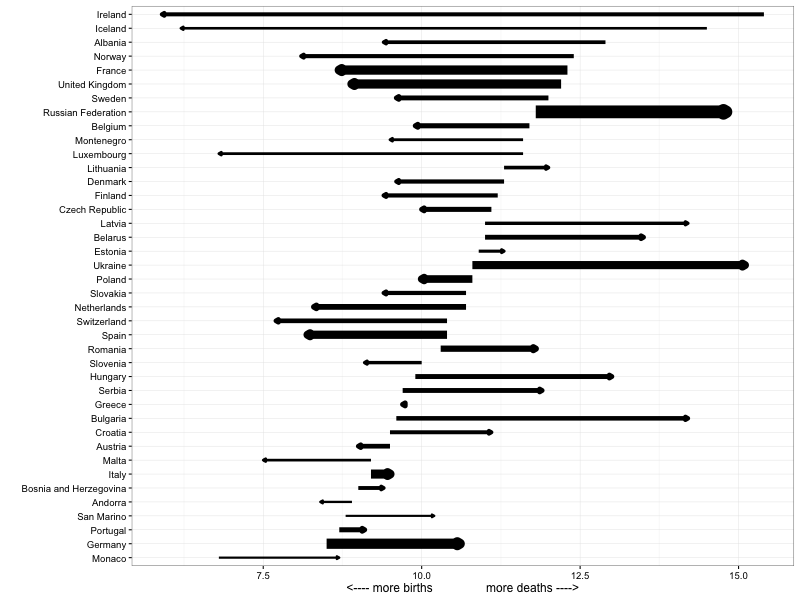 Ireland
Iceland
Albania
Norway
France
United Kingdom
Sweden
Russian Federation
Belgium
Montenegro
Luxembourg
Lithuania
Denmark
Finland
Czech Republic
Latvia
Belarus
Estonia
Ukraine
Poland
Slovakia
Netherlands
Switzerland
Spain
Romania
Slovenia
Hungary
Serbia
Greece
Bulgaria
Croatia
Austria
Malta
Italy
Bosnia and Herzegovina
Andorra
San Marino
Portugal
Germany
Monaco
7.5 10.0 12.5 15.0
<---- more births more deaths ---->